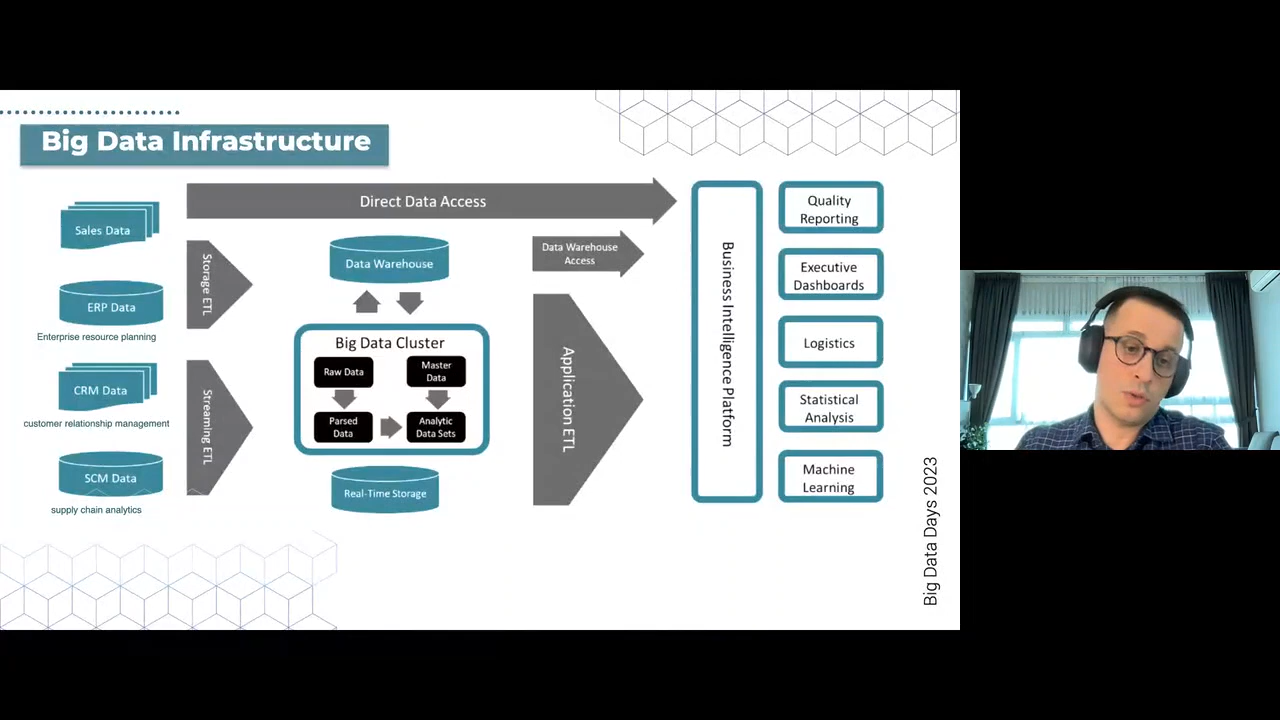 Big Data Infrastructure
Direct Data Access
Sales Data
ERP Data
Enterprise resource planning
CRM Data
customer relationship management
SCM Data
supply chain analytics
Storage ETL
Streaming ETL
Data Warehouse
Big Data Cluster
Raw Data
Master
Data
Parsed
Data
Analytic
Data Sets
Real-Time Storage
Data Warehouse
Access
Application ETL
Business Intelligence Platform
Quality
Reporting
Executive
Dashboards
Logistics
Statistical
Analysis
Machine
Learning
Big Data Days 2023